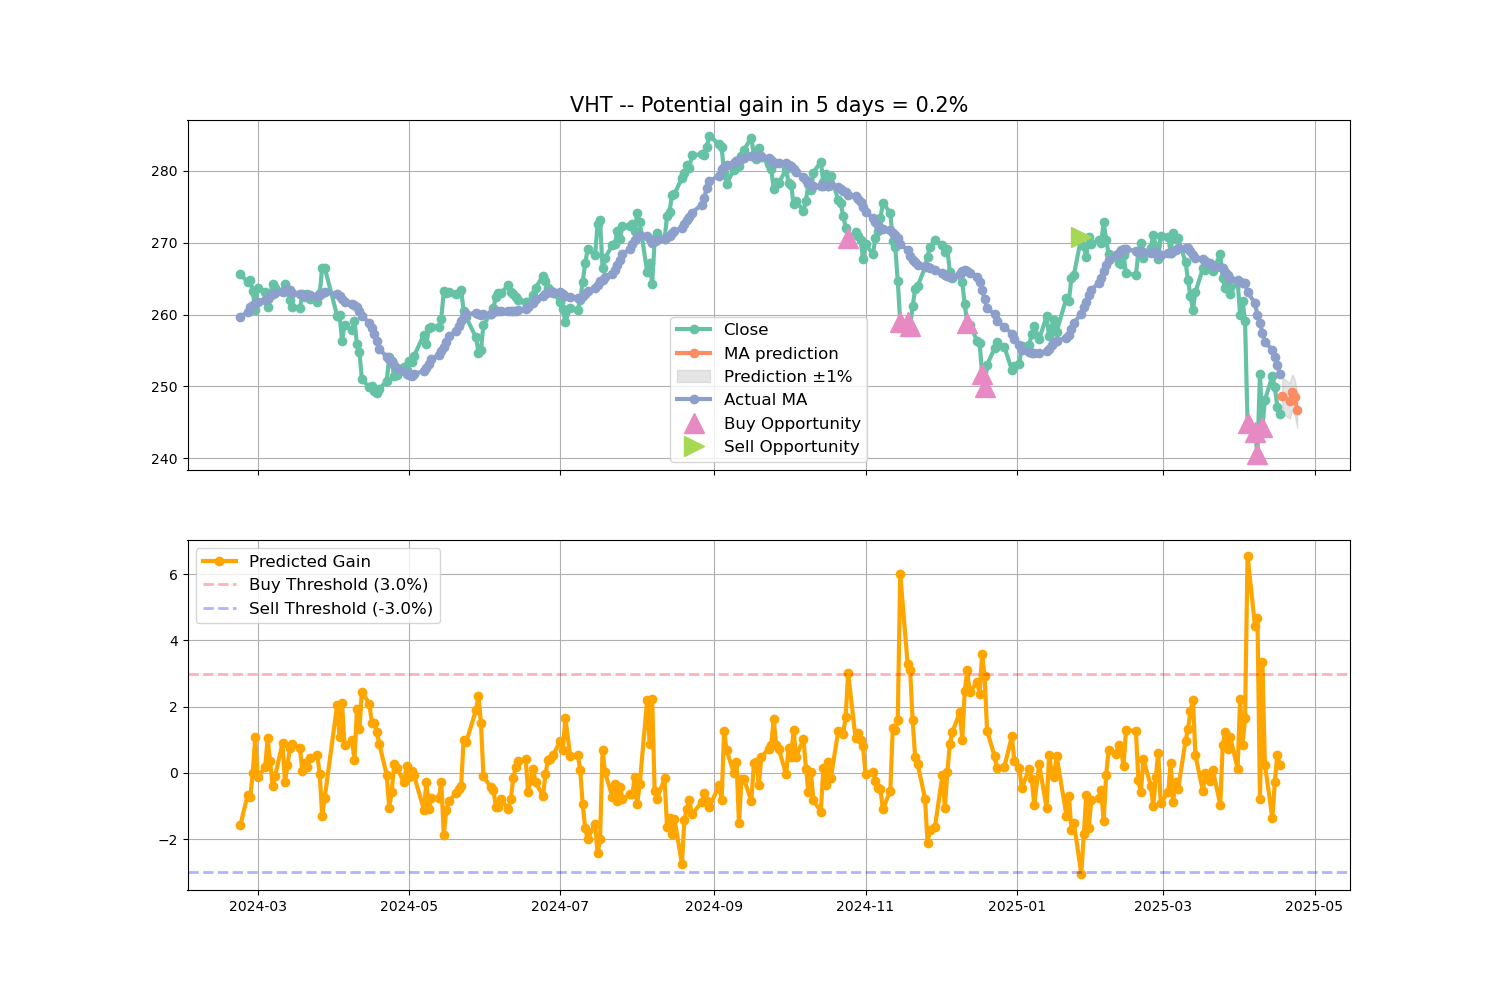 VHT -- Potential gain in 5 days = 0.2%
280
270
260
250
240
Close
MA prediction
Prediction ±1%
Actual MA
Buy Opportunity
Sell Opportunity
Predicted Gain
Buy Threshold (3.0%)
Sell Threshold (-3.0%)
6
4
2
0
−2
2024-03
2024-05
2024-07
2024-09
2024-11
2025-01
2025-03
2025-05